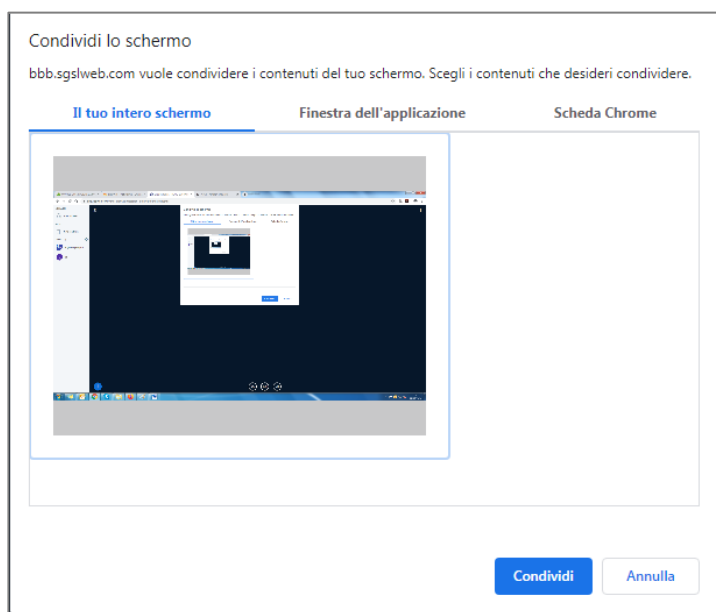 Condividi lo schermo
bbb.sgslweb.com vuole condividere i contenuti del tuo schermo. Scegli i contenuti che desideri condividere.
Il tuo intero schermo Finestra dell'applicazione Scheda Chrome
Condividi Annulla